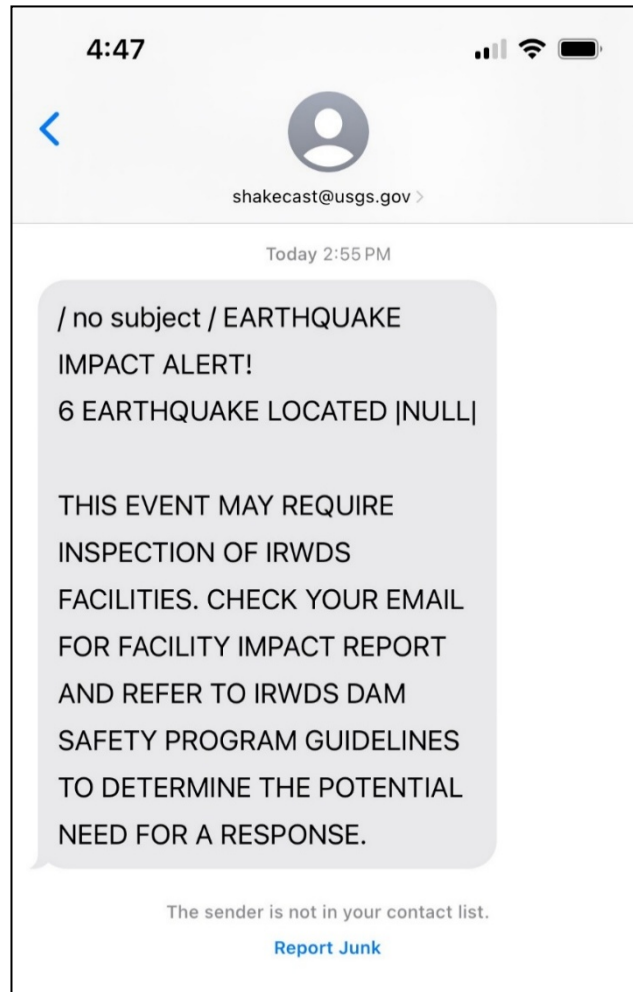 4:47
shakecast@usgs.gov >
Today 2:55 PM
/ no subject / EARTHQUAKE
IMPACT ALERT!
6 EARTHQUAKE LOCATED |NULL|
THIS EVENT MAY REQUIRE
INSPECTION OF IRWDS
FACILITIES. CHECK YOUR EMAIL
FOR FACILITY IMPACT REPORT
AND REFER TO IRWDS DAM
SAFETY PROGRAM GUIDELINES
TO DETERMINE THE POTENTIAL
NEED FOR A RESPONSE.
The sender is not in your contact list.
Report Junk